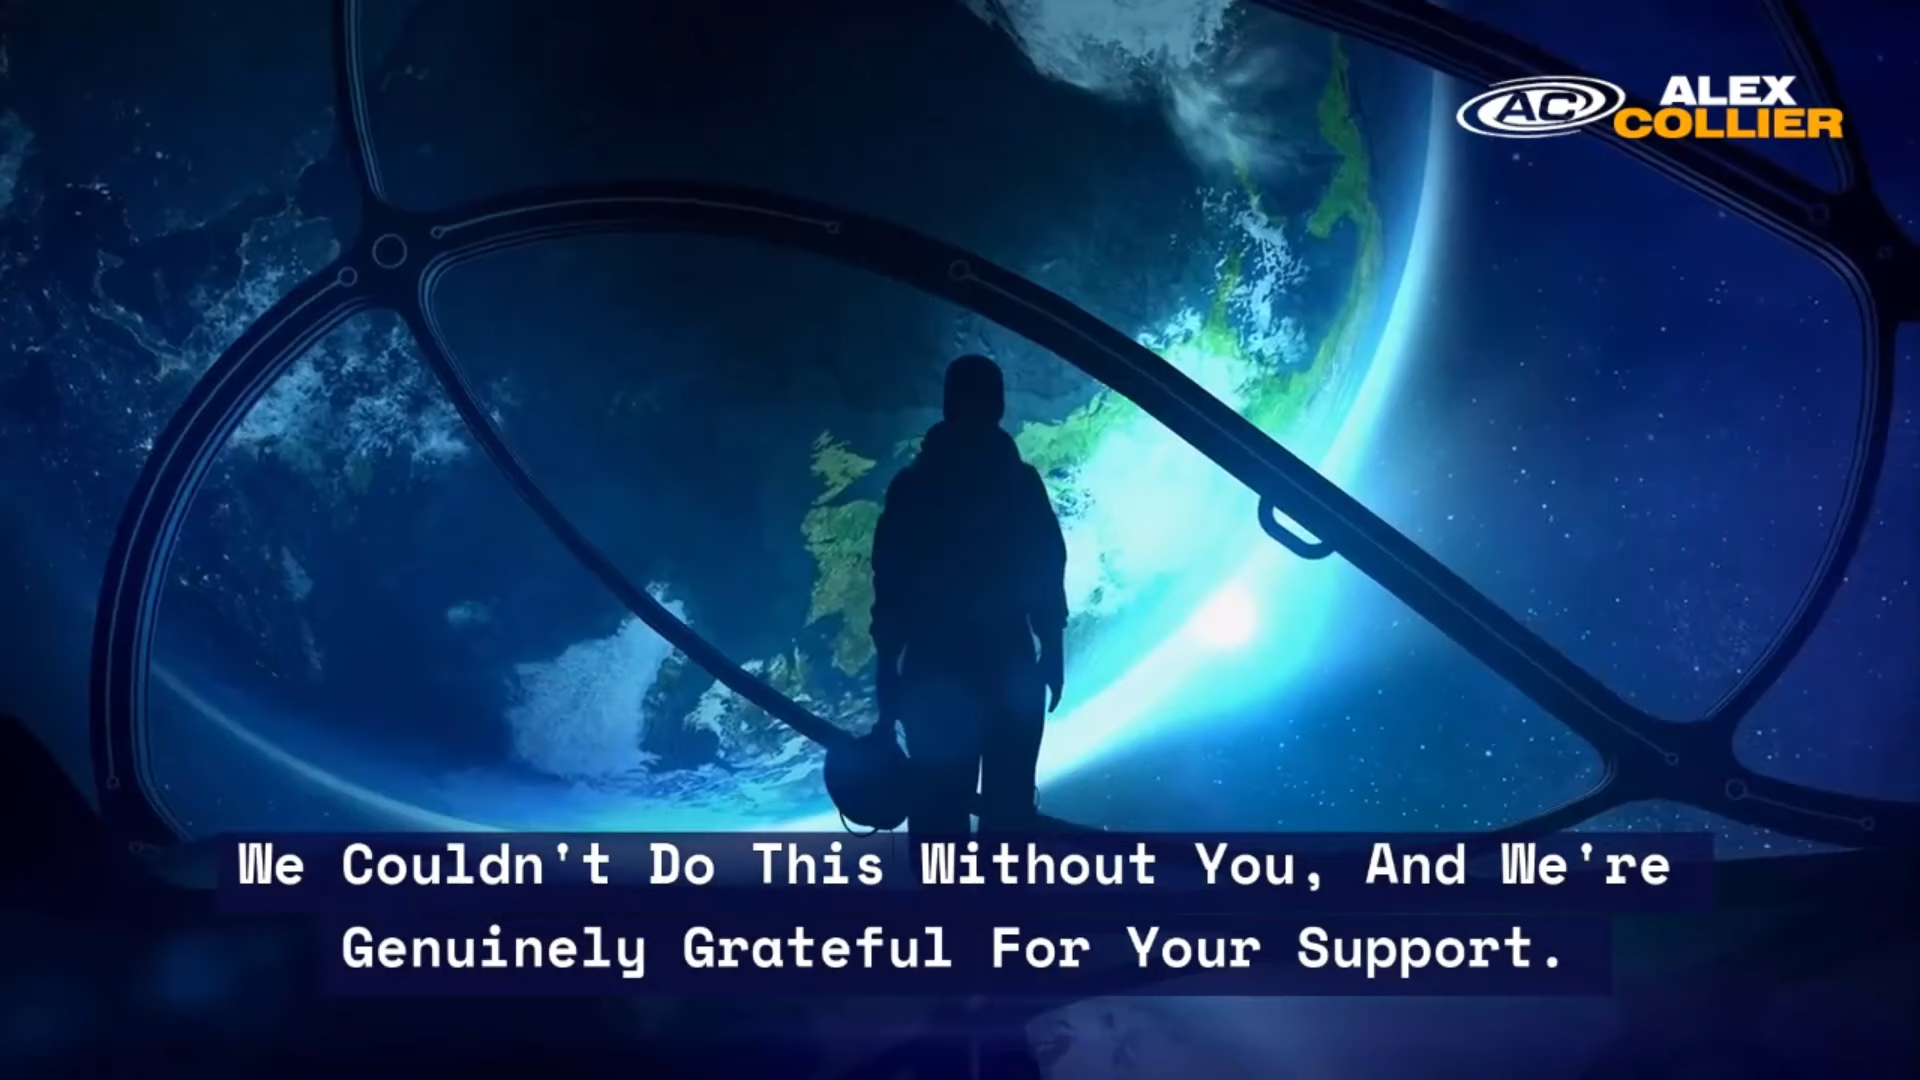 AC ALEX
COLLIER
We Couldn't Do This Without You, And We're
Genuinely Grateful For Your Support.